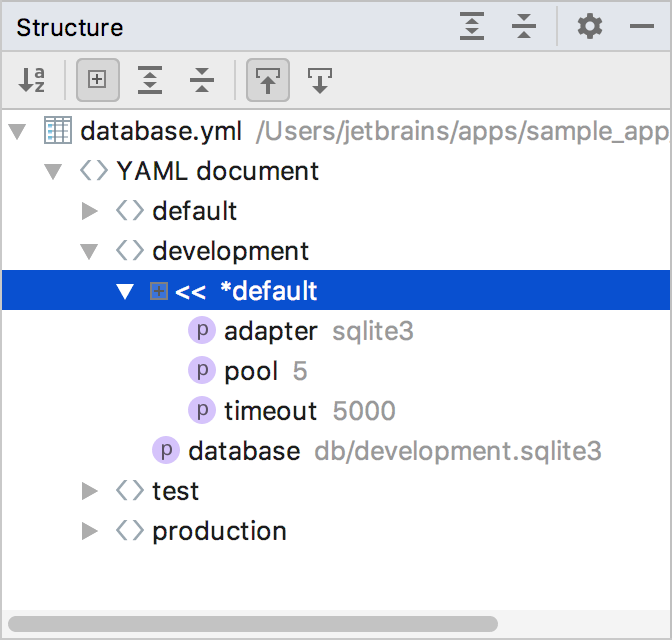 Structure
a z
database.yml /Users/jetbrains/apps/sample_app
YAML document
default
development
<< *default
p adapter sqlite3
p pool 5
p timeout 5000
p database db/development.sqlite3
test
production